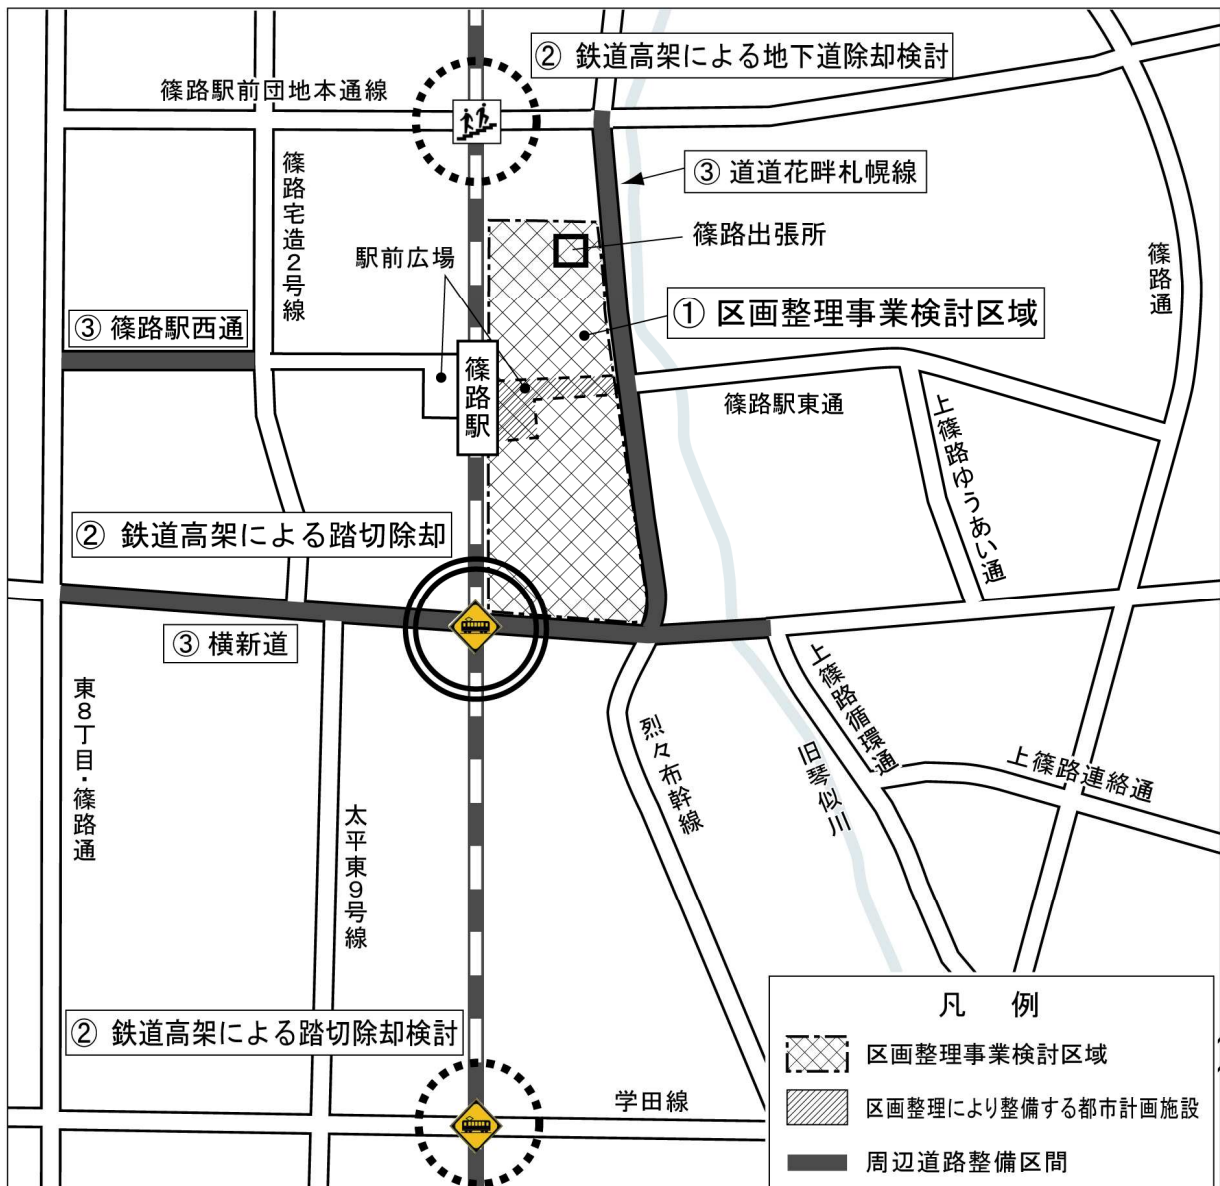 ② 鉄道高架による地下道除却検討
篠路駅前団地本通線
③ 道道花畔札幌線
篠路宅造2号線
篠路出張所
駅前広場
篠路通
① 区画整理事業検討区域
③ 篠路駅西通
篠路駅
篠路駅東通
上篠路ゆうあい通
② 鉄道高架による踏切除却
③ 横新道
東8丁目・篠路通
烈々布幹線
上篠路循環通
旧琴似川
上篠路連絡通
太平東9号線
② 鉄道高架による踏切除却検討
学田線
凡 例
区画整理事業検討区域
区画整理により整備する都市計画施設
周辺道路整備区間